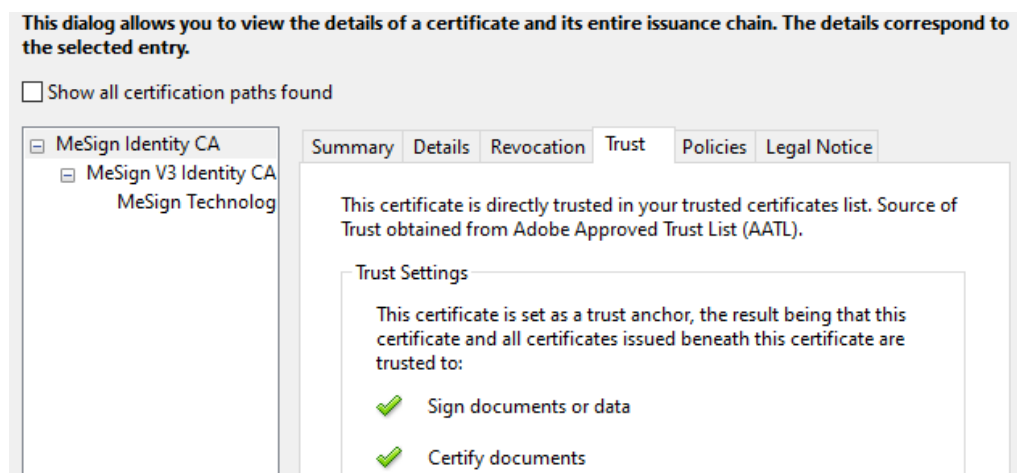 This dialog allows you to view the details of a certificate and its entire issuance chain. The details correspond to
the selected entry.
Show all certification paths found
MeSign Identity CA
MeSign V3 Identity CA
MeSign Technolog
Summary Details Revocation Trust Policies Legal Notice
This certificate is directly trusted in your trusted certificates list. Source of
Trust obtained from Adobe Approved Trust List (AATL).
Trust Settings
This certificate is set as a trust anchor, the result being that this
certificate and all certificates issued beneath this certificate are
trusted to:
Sign documents or data
Certify documents